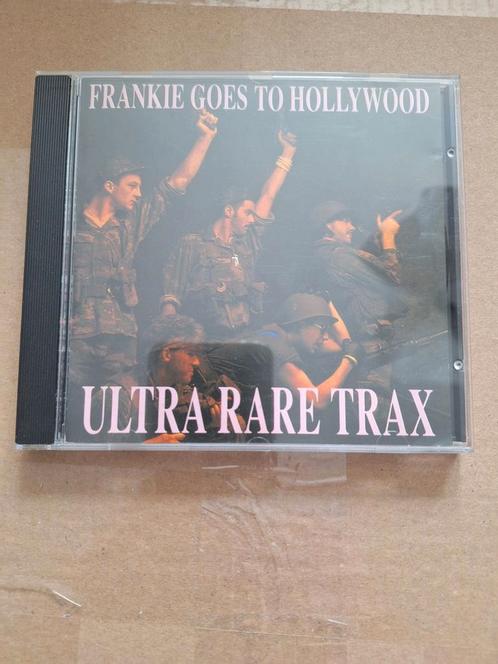 FRANKIE GOES TO HOLLYWOOD
ULTRA RARE TRAX